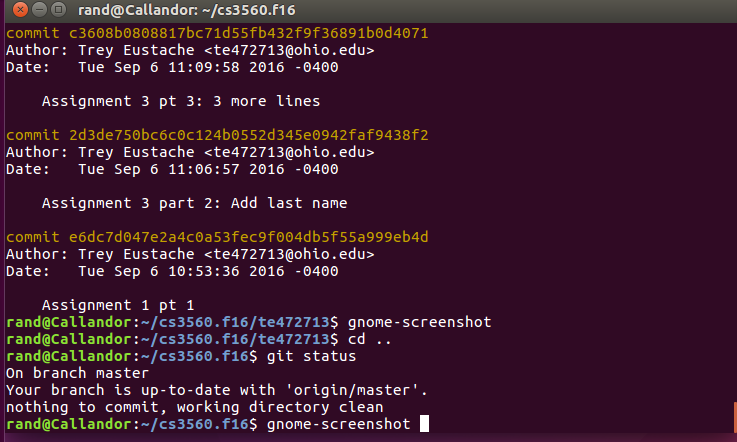 rand@Callandor: ~/cs3560.f16
commit c3608b0808817bc71d55fb432f9f36891b0d4071
Author: Trey Eustache <te472713@ohio.edu>
Date:   Tue Sep 6 11:09:58 2016 -0400
    Assignment 3 pt 3: 3 more lines
commit 2d3de750bc6c0c124b0552d345e0942faf9438f2
Author: Trey Eustache <te472713@ohio.edu>
Date:   Tue Sep 6 11:06:57 2016 -0400
    Assignment 3 part 2: Add last name
commit e6dc7d047e2a4c0a53fec9f004db5f55a999eb4d
Author: Trey Eustache <te472713@ohio.edu>
Date:   Tue Sep 6 10:53:36 2016 -0400
    Assignment 1 pt 1
rand@Callandor:~/cs3560.f16/te472713$ gnome-screenshot
rand@Callandor:~/cs3560.f16/te472713$ cd ..
rand@Callandor:~/cs3560.f16$ git status
On branch master
Your branch is up-to-date with 'origin/master'.
nothing to commit, working directory clean
rand@Callandor:~/cs3560.f16$ gnome-screenshot